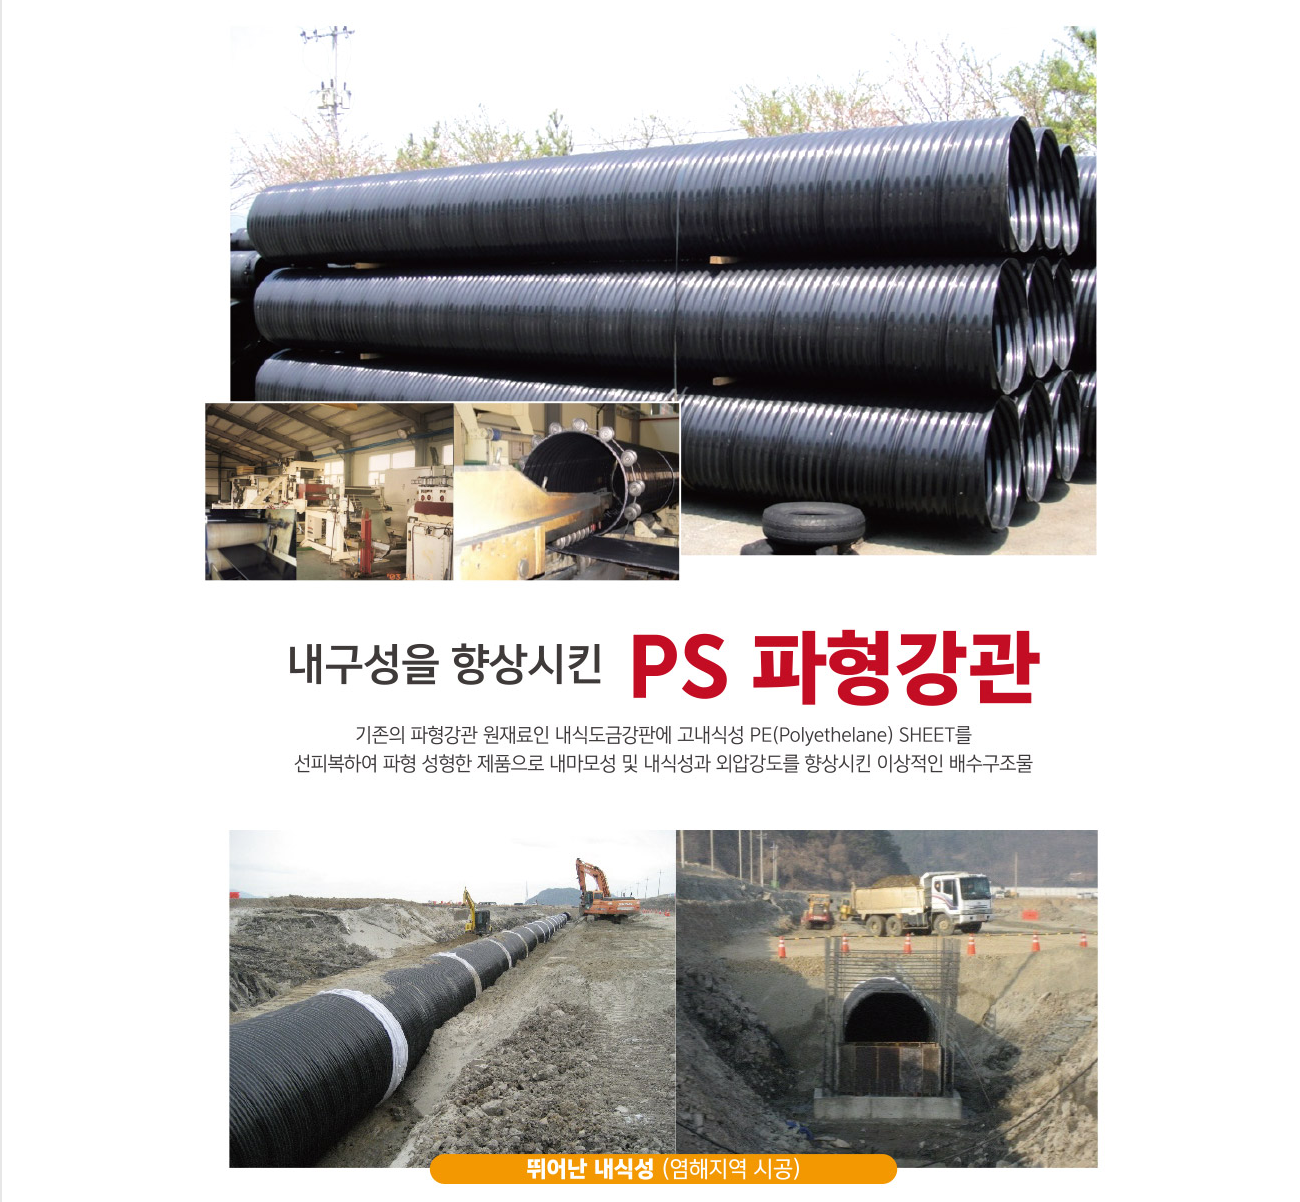 내구성을 향상시킨 PS 파형강관
기존의 파형강관 원재료인 내식도금강판에 고내식성 PE(Polyethelane) SHEET를
선피복하여 파형 성형한 제품으로 내마모성 및 내식성과 외압강도를 향상시킨 이상적인 배수구조물
뛰어난 내식성 (염해지역 시공)